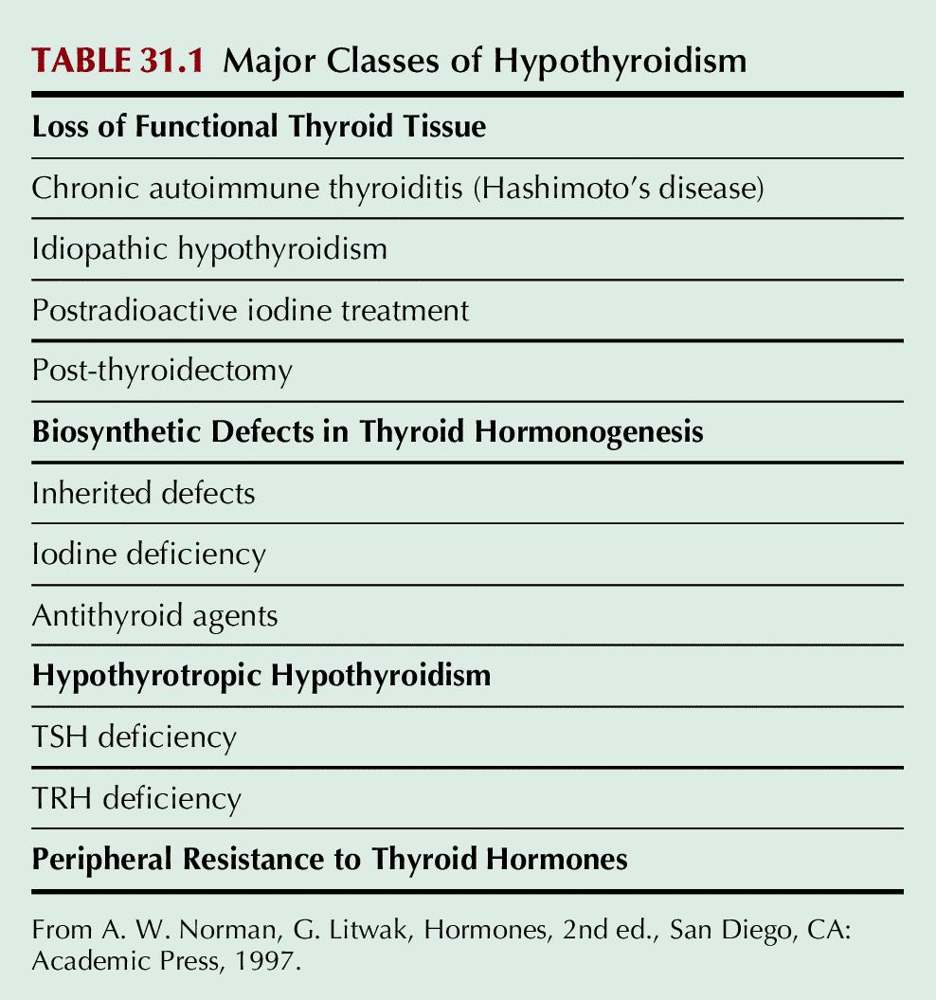 TABLE 31.1 Major Classes of Hypothyroidism
Loss of Functional Thyroid Tissue
Chronic autoimmune thyroiditis (Hashimoto’s disease)
Idiopathic hypothyroidism
Postradioactive iodine treatment
Post-thyroidectomy
Biosynthetic Defects in Thyroid Hormonogenesis
Inherited defects
Iodine deficiency
Antithyroid agents
Hypothyrotropic Hypothyroidism
TSH deficiency
TRH deficiency
Peripheral Resistance to Thyroid Hormones
From A. W. Norman, G. Litwak, Hormones, 2nd ed., San Diego, CA:
Academic Press, 1997.